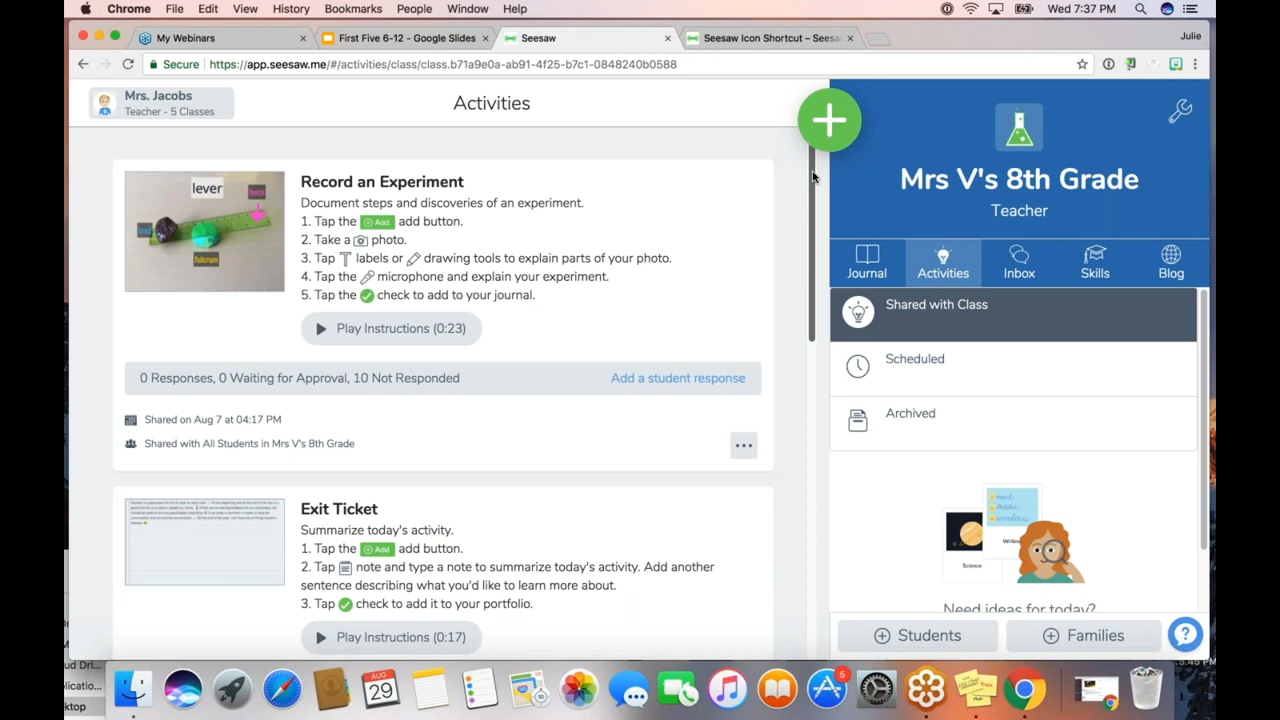 Chrome File Edit View History Bookmarks People Window Help Wed 7:37 PM
My Webinars First Five 6-12 - Google Slides Seesaw Seesaw Icon Shortcut – Seesaw Julie
Secure https://app.seesaw.me/#/activities/class/class.b71a9e0a-ab91-4f25-b7c1-0848240b0588
Mrs. Jacobs
Teacher - 5 Classes
Activities
lever
force
load
fulcrum
Record an Experiment
Document steps and discoveries of an experiment.
1. Tap the Add add button.
2. Take a photo.
3. Tap T labels or drawing tools to explain parts of your photo.
4. Tap the microphone and explain your experiment.
5. Tap the check to add to your journal.
Play Instructions (0:23)
0 Responses, 0 Waiting for Approval, 10 Not Responded Add a student response
Shared on Aug 7 at 04:17 PM
Shared with All Students in Mrs V's 8th Grade
Exit Ticket
Summarize today's activity.
1. Tap the Add add button.
2. Tap note and type a note to summarize today's activity. Add another
sentence describing what you'd like to learn more about.
3. Tap check to add it to your portfolio.
Play Instructions (0:17)
Mrs V's 8th Grade
Teacher
Journal Activities Inbox Skills Blog
Shared with Class
Scheduled
Archived
Science
Need ideas for today?
Students Families
?
AUG
29
30
5